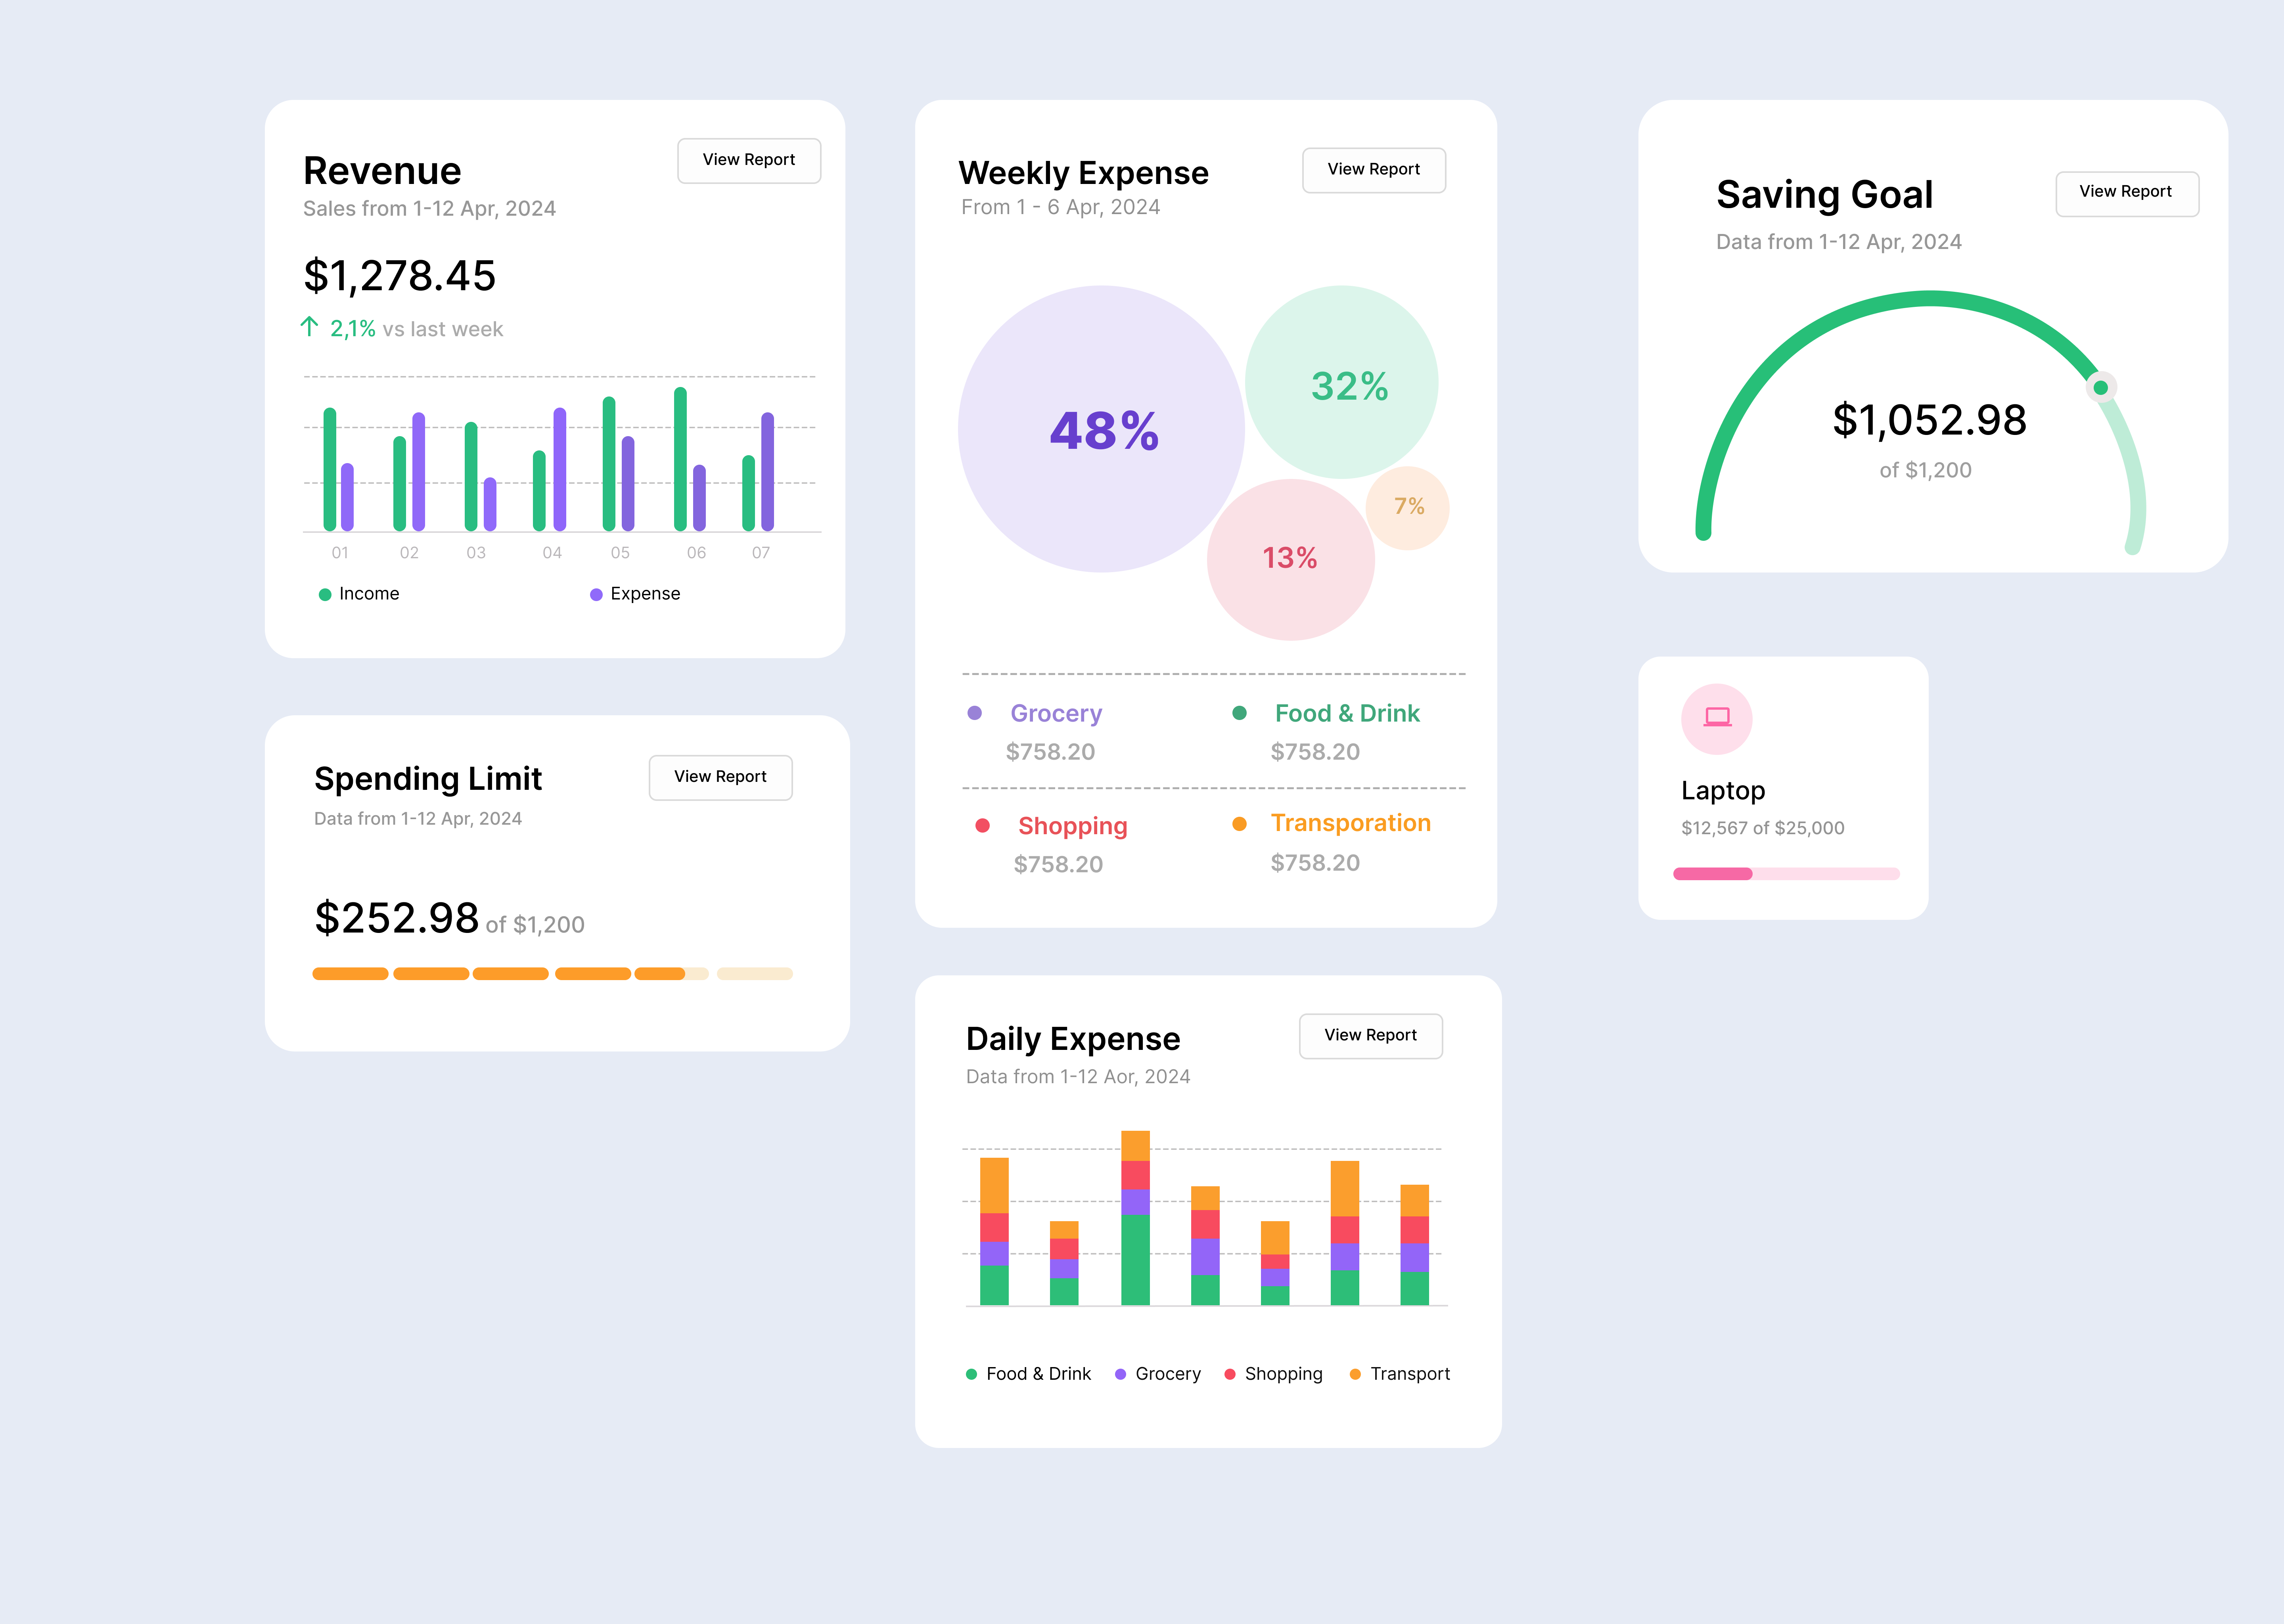 Revenue
View Report
Sales from 1-12 Apr, 2024
$1,278.45
2,1% vs last week
01 02 03 04 05 06 07
Income Expense
Spending Limit
View Report
Data from 1-12 Apr, 2024
$252.98 of $1,200
Weekly Expense
View Report
From 1 - 6 Apr, 2024
48%
32%
7%
13%
Grocery Food & Drink
$758.20 $758.20
Shopping Transporation
$758.20 $758.20
Daily Expense
View Report
Data from 1-12 Aor, 2024
Food & Drink Grocery Shopping Transport
Saving Goal
View Report
Data from 1-12 Apr, 2024
$1,052.98
of $1,200
Laptop
$12,567 of $25,000